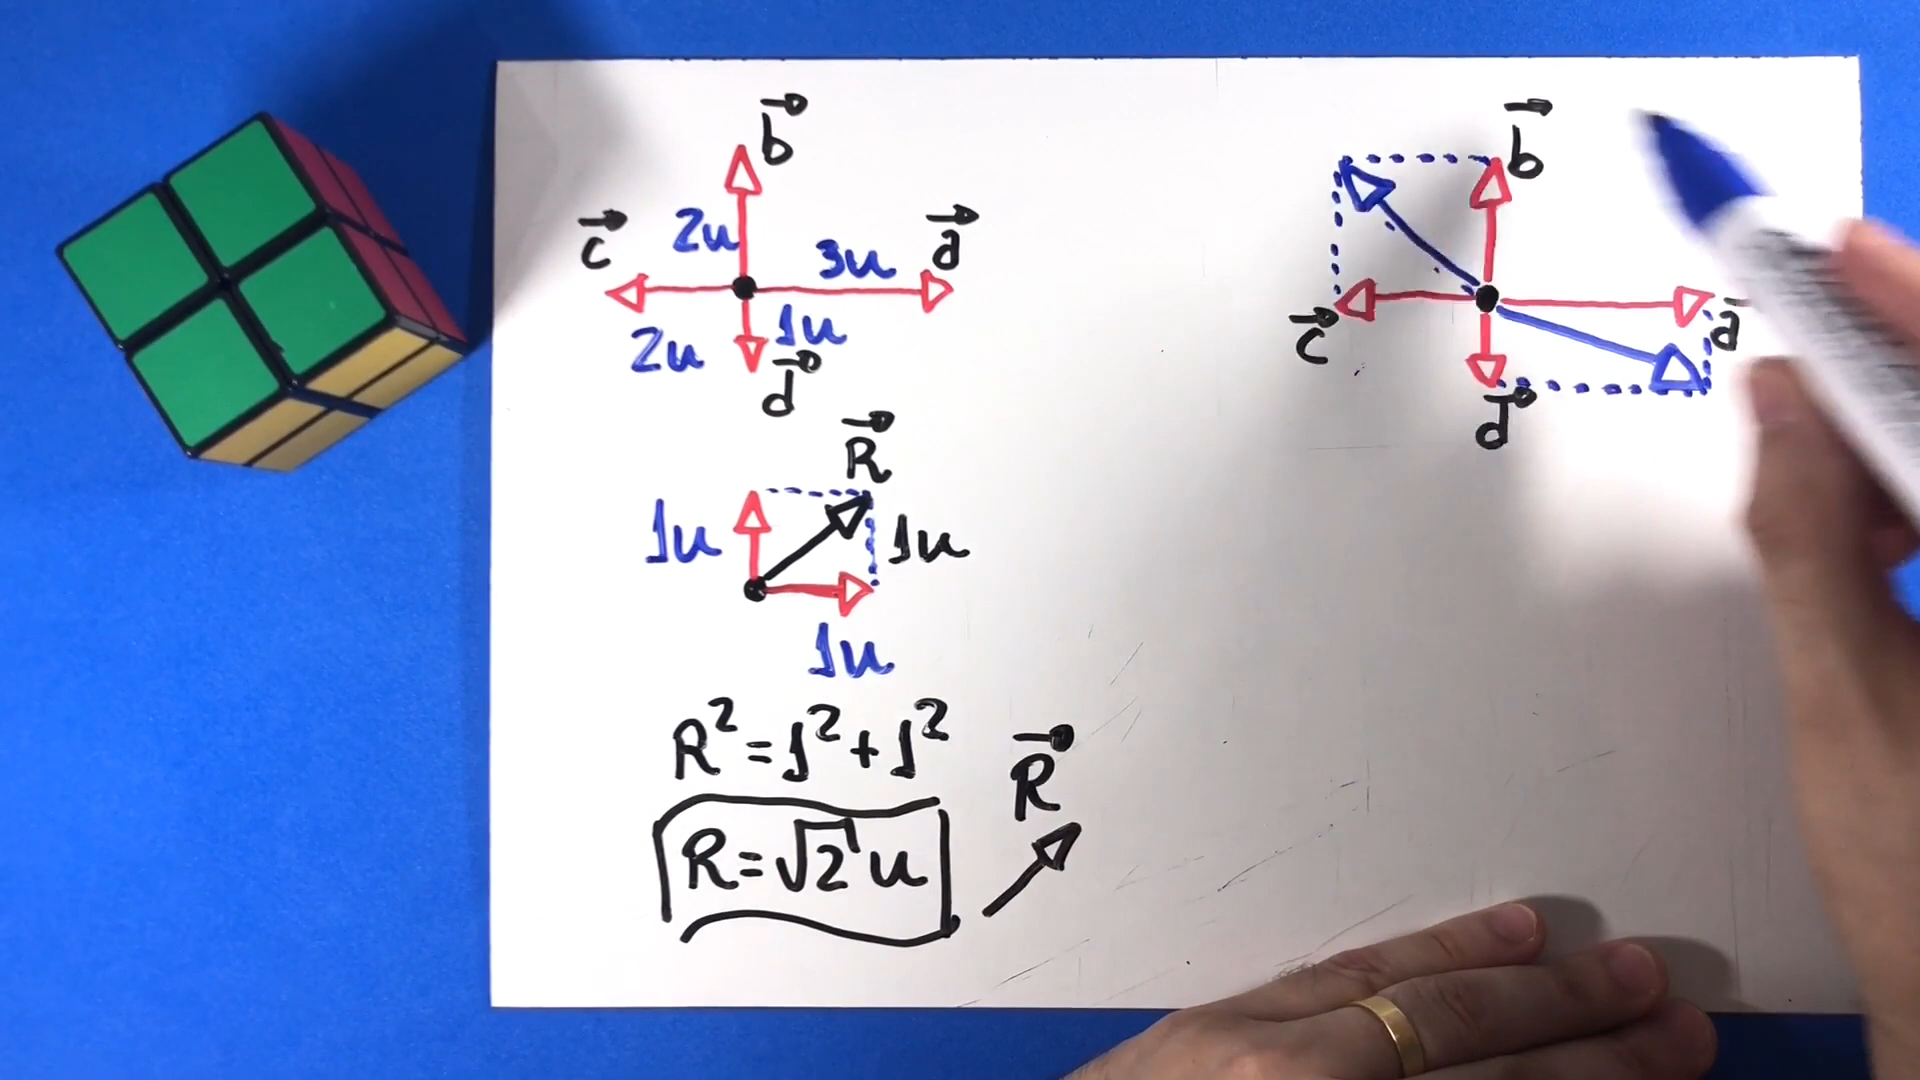 b⃗
c⃗ 2u 3u a⃗
2u 1u
d⃗
R⃗
1u 1u
1u
R² = 1² + 1²
R = √2 u
R⃗
b⃗
c⃗ a
d⃗